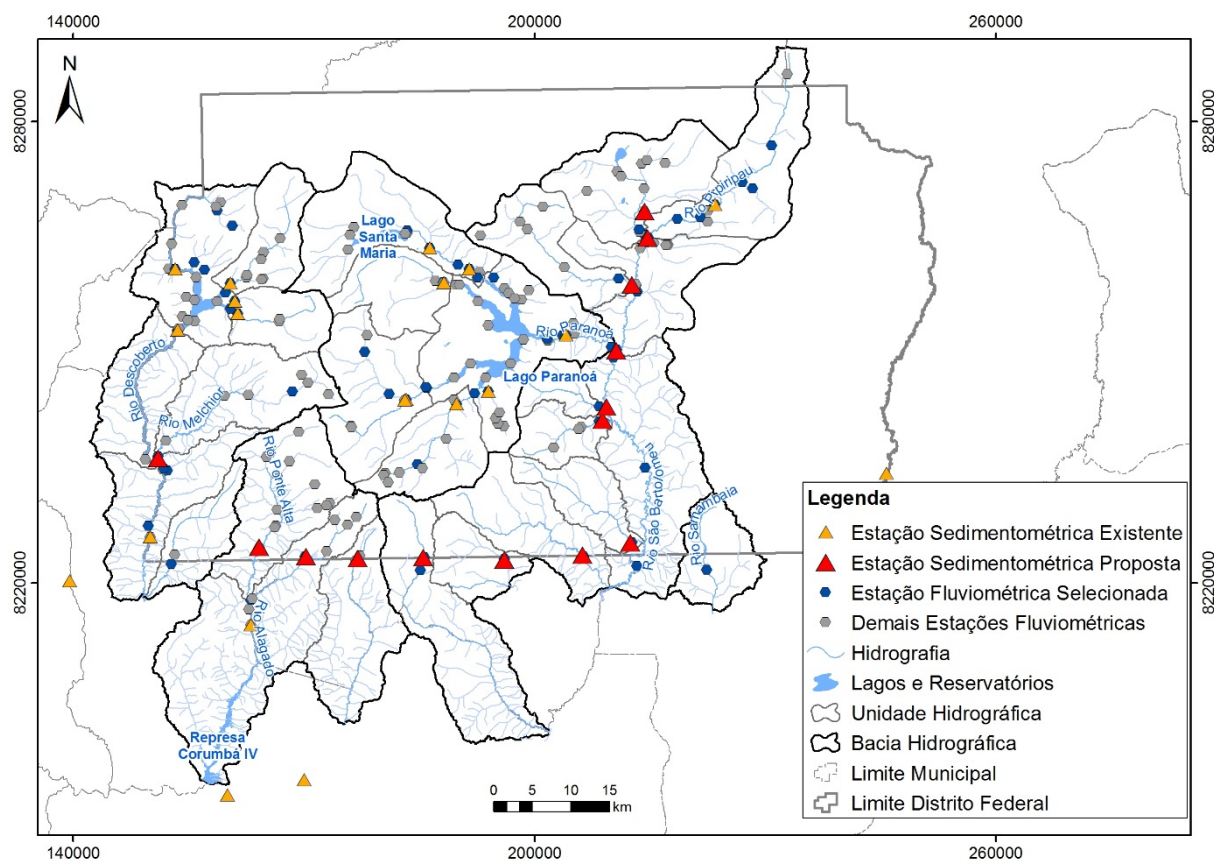 140000
200000
260000
N
8280000
8280000
Rio Pipiripau
Lago
Santa
Maria
Rio Paranoá
Rio Descoberto
Lago Paranoá
Rio Melchior
Rio Ponte Alta
Rio São Bartolomeu
Rio Samambaia
Legenda
Estação Sedimentométrica Existente
Estação Sedimentométrica Proposta
Estação Fluviométrica Selecionada
Demais Estações Fluviométricas
Hidrografia
Lagos e Reservatórios
Unidade Hidrográfica
Bacia Hidrográfica
Limite Municipal
Limite Distrito Federal
8220000
8220000
Rio Alagado
Represa
Corumbá IV
0 5 10 15
km
140000
200000
260000